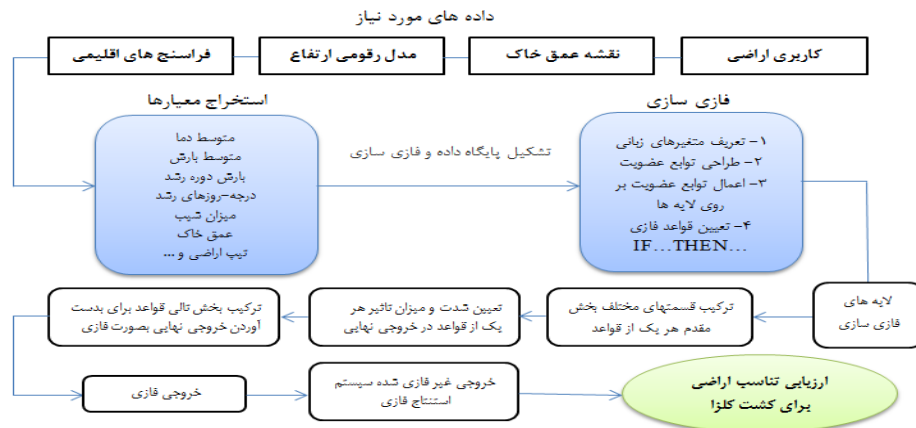 داده های مورد نیاز
کاربری اراضی
نقشه عمق خاک
مدل رقومی ارتفاع
فراسنج های اقلیمی
استخراج معیارها
متوسط دما
متوسط بارش
بارش دوره رشد
درجه-روزهای رشد
میزان شیب
عمق خاک
تیپ اراضی و ...
تشکیل پایگاه داده و فازی سازی
فازی سازی
۱- تعریف متغیرهای زبانی
۲- طراحی توابع عضویت
۳- اعمال توابع عضویت بر
روی لایه ها
۴- تعیین قواعد فازی
IF...THEN...
لایه های
فازی سازی
ترکیب قسمتهای مختلف بخش
مقدم هر یک از قواعد
تعیین شدت و میزان تاثیر هر
یک از قواعد در خروجی نهایی
ترکیب بخش تالی قواعد برای بدست
آوردن خروجی نهایی بصورت فازی
خروجی فازی
خروجی غیر فازی شده سیستم
استنتاج فازی
ارزیابی تناسب اراضی
برای کشت کلزا